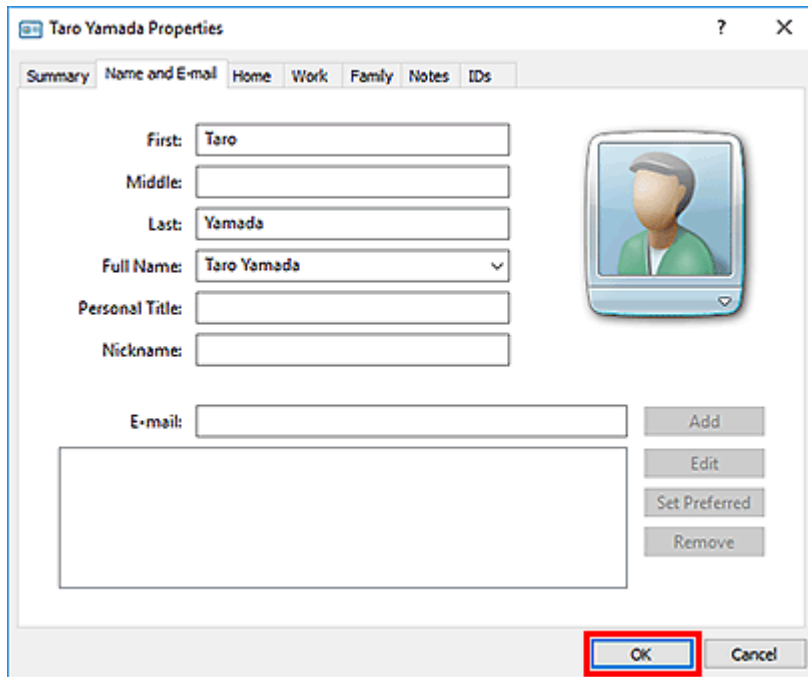 Taro Yamada Properties ?
Summary Name and E-mail Home Work Family Notes IDs
First: Taro
Middle:
Last: Yamada
Full Name: Taro Yamada
Personal Title:
Nickname:
E-mail: Add
Edit
Set Preferred
Remove
OK Cancel